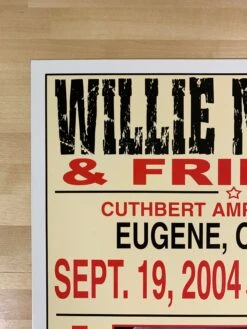 WILLIE N
& FRI
CUTHBERT AMP
EUGENE, O
SEPT. 19, 2004